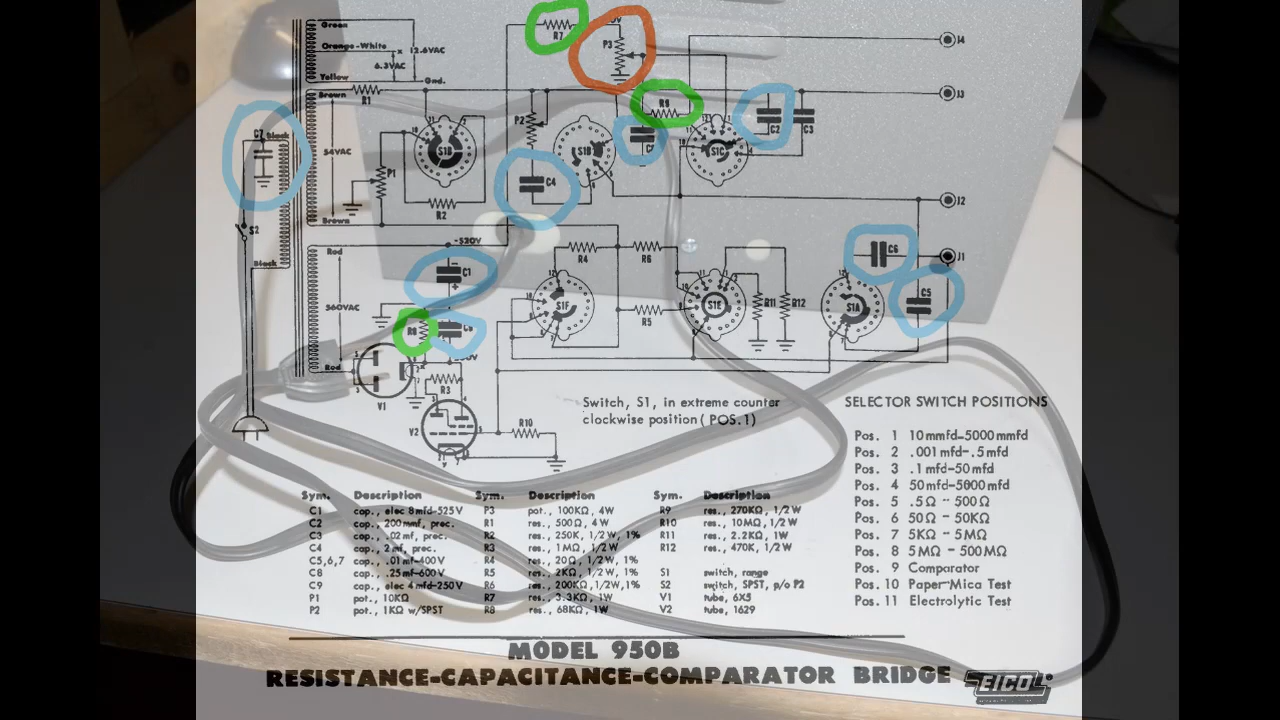 Green
Orange-White
x 12.6VAC
6.3VAC
Yellow
Gnd.
Brown
R1
R7
P3
J4
J3
C7
Black
54VAC
P1
S1D
P2
S1B
C4
R2
S1C
C2
C3
J2
S2
Brown
Black
Red
-520V
C1
360VAC
R4
R6
S1F
R5
S1E
R11
R12
C6
J1
S1A
C5
Red
V1
R3
V2
R10
Switch, S1, in extreme counter
clockwise position ( POS.1)
SELECTOR SWITCH POSITIONS
Pos. 1 10mmfd-5000mmfd
Pos. 2 .001mfd-.5mfd
Pos. 3 .1mfd-50mfd
Pos. 4 50mfd-5000mfd
Pos. 5 .5Ω - 500Ω
Pos. 6 50Ω - 50KΩ
Pos. 7 5KΩ - 5MΩ
Pos. 8 5MΩ - 500MΩ
Pos. 9 Comparator
Pos. 10 Paper-Mica Test
Pos. 11 Electrolytic Test
Sym. Description
C1 cap., elec 8mfd-525V
C2 cap., 200mmf, prec.
C3 cap., .02mf, prec.
C4 cap., 2mf, prec.
C5,6,7 cap., .01mf-400V
C8 cap., .25mf-600V
C9 cap., elec 4mfd-250V
P1 pot., 10KΩ
P2 pot., 1KΩ w/SPST
Sym. Description
P3 pot., 100KΩ, 4W
R1 res., 500Ω, 4W
R2 res., 250K, 1/2W, 1%
R3 res., 1MΩ, 1/2W
R4 res., 20Ω, 1/2W, 1%
R5 res., 2KΩ, 1/2W, 1%
R6 res., 200KΩ, 1/2W, 1%
R7 res., 3.3KΩ, 1W
R8 res., 68KΩ, 1W
Sym. Description
R9 res., 270KΩ, 1/2W
R10 res., 10MΩ, 1/2W
R11 res., 2.2KΩ, 1W
R12 res., 470K, 1/2W
S1 switch, range
S2 switch, SPST, p/o P2
V1 tube, 6X5
V2 tube, 1629
MODEL 950B
RESISTANCE-CAPACITANCE-COMPARATOR BRIDGE
EICO